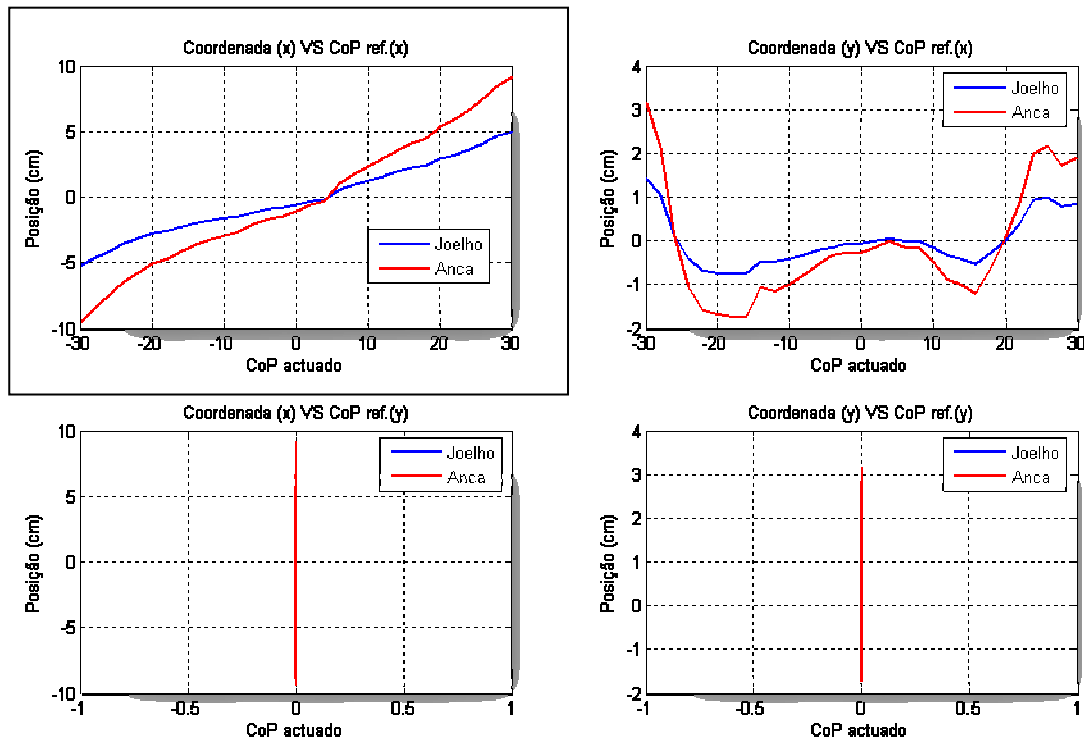 Coordenada (x) VS CoP ref.(x)
10
5
0
-5
-10
Posição (cm)
Joelho
Anca
-30
-20
-10
0
10
20
30
CoP actuado
Coordenada (y) VS CoP ref.(x)
4
3
2
1
0
-1
-2
Posição (cm)
Joelho
Anca
-30
-20
-10
0
10
20
30
CoP actuado
Coordenada (x) VS CoP ref.(y)
10
5
0
-5
-10
Posição (cm)
Joelho
Anca
-1
-0.5
0
0.5
1
CoP actuado
Coordenada (y) VS CoP ref.(y)
4
3
2
1
0
-1
-2
Posição (cm)
Joelho
Anca
-1
-0.5
0
0.5
1
CoP actuado